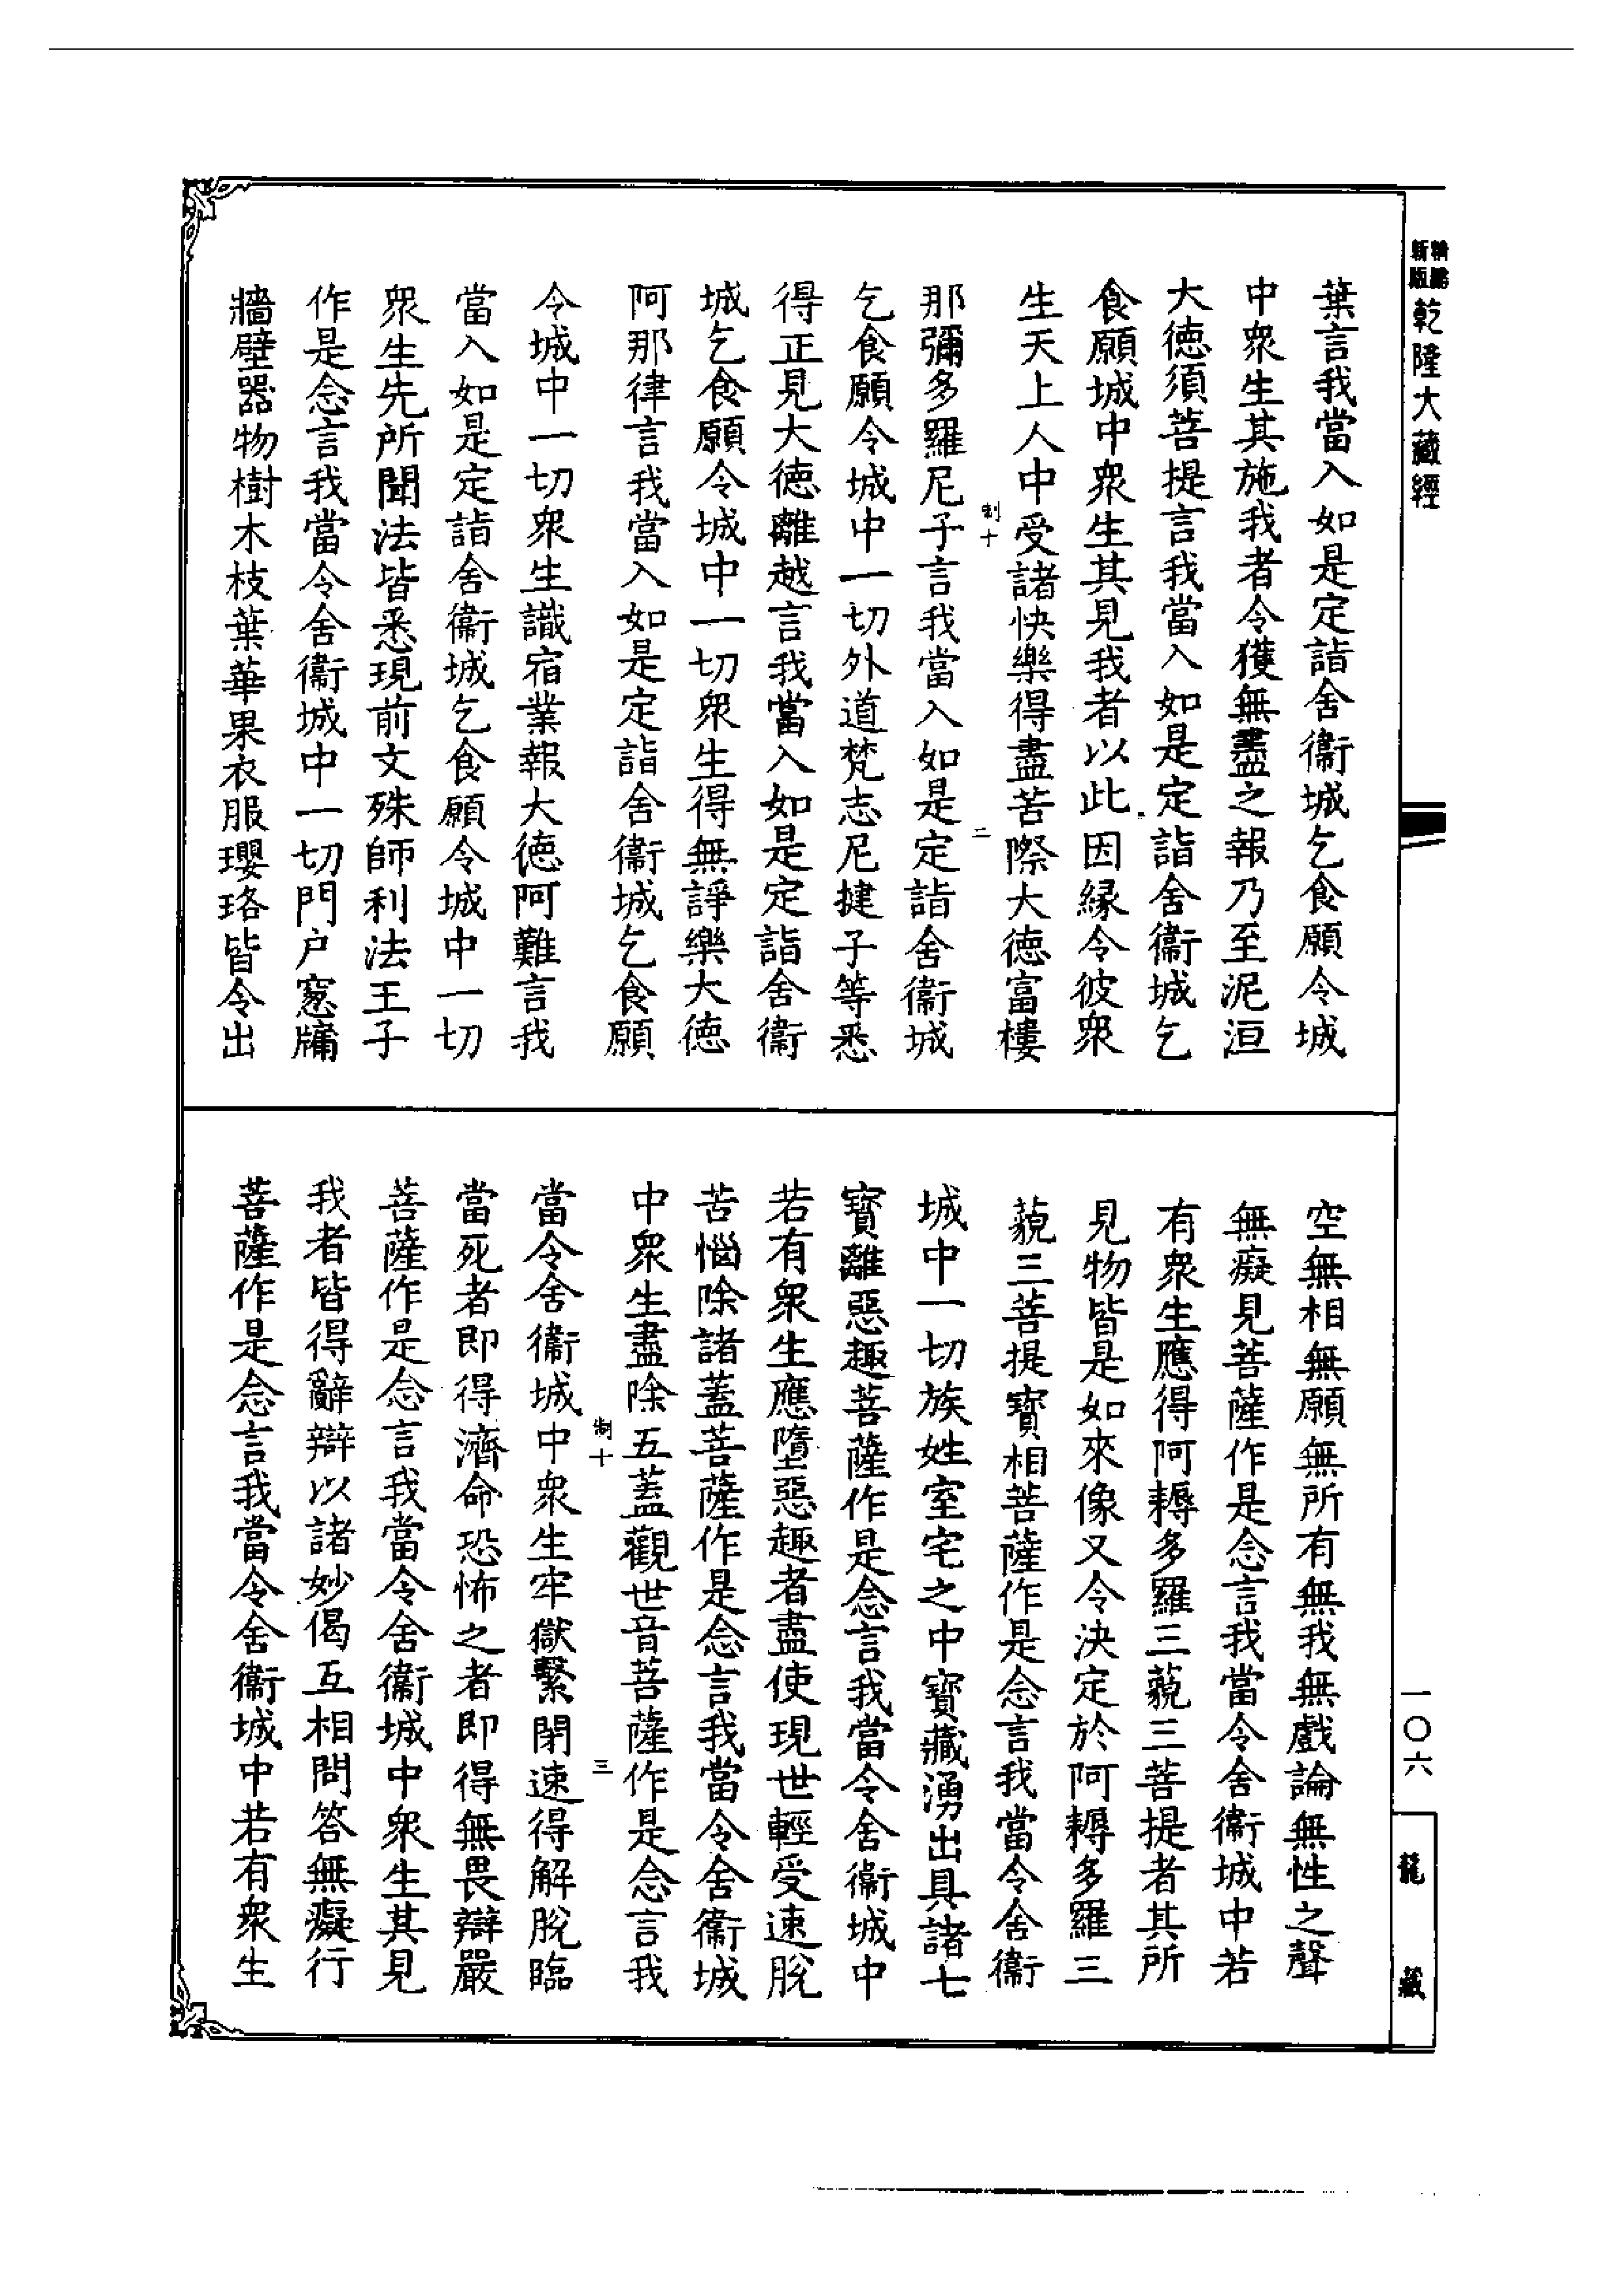 新版
精縮
乾隆大藏經
葉言我當入如是定詣舍衞城乞食願令城
中衆生其施我者令獲無盡之報乃至泥洹
大德須菩提言我當入如是定詣舍衞城乞
食願城中衆生其見我者以此因緣令彼衆
生天上人中受諸快樂得盡苦際大德富樓
制十
二
那彌多羅尼子言我當入如是定詣舍衞城
乞食願令城中一切外道梵志尼揵子等悉
得正見大德離越言我當入如是定詣舍衞
城乞食願令城中一切衆生得無諍樂大德
阿那律言我當入如是定詣舍衞城乞食願
令城中一切衆生識宿業報大德阿難言我
當入如是定詣舍衞城乞食願令城中一切
衆生先所聞法皆悉現前文殊師利法王子
作是念言我當令舍衞城中一切門户窻牗
牆壁器物樹木枝葉華果衣服瓔珞皆令出
空無相無願無所有無我無戲論無性之聲
無癡見菩薩作是念言我當令舍衞城中若
有衆生應得阿耨多羅三藐三菩提者其所
見物皆是如來像又令決定於阿耨多羅三
藐三菩提寶相菩薩作是念言我當令舍衞
城中一切族姓室宅之中寶藏湧出具諸七
寶離惡趣菩薩作是念言我當令舍衞城中
若有衆生應墮惡趣者盡使現世輕受速脫
苦惱除諸蓋菩薩作是念言我當令舍衞城
中衆生盡除五蓋觀世音菩薩作是念言我
制十
三
當令舍衞城中衆生牢獄繫閉速得解脫臨
當死者即得濟命恐怖之者即得無畏辯嚴
菩薩作是念言我當令舍衞城中衆生其見
我者皆得辭辯以諸妙偈互相問答無癡行
菩薩作是念言我當令舍衞城中若有衆生
一〇六
龍藏